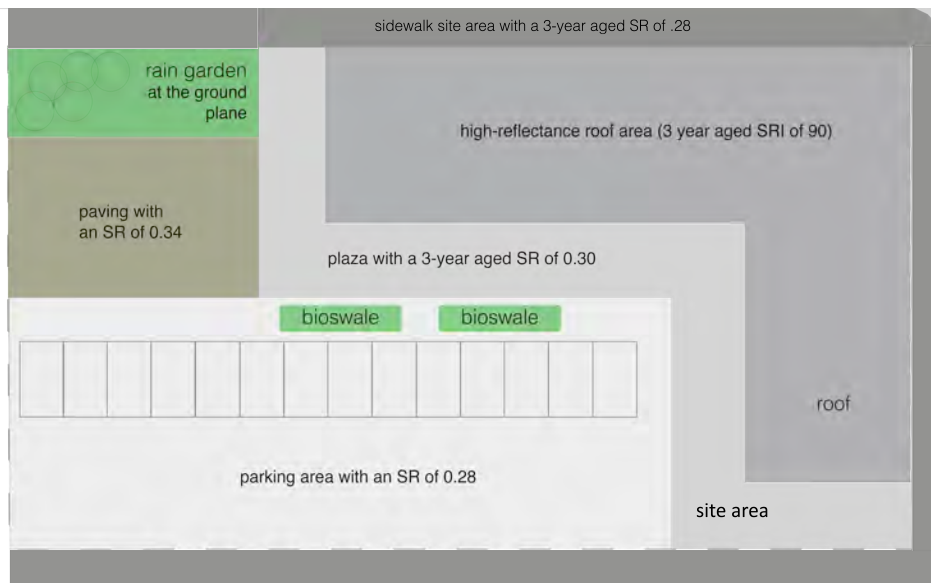 sidewalk site area with a 3-year aged SR of .28
rain garden
at the ground
plane
high-reflectance roof area (3 year aged SRI of 90)
paving with
an SR of 0.34
plaza with a 3-year aged SR of 0.30
bioswale bioswale
roof
parking area with an SR of 0.28
site area